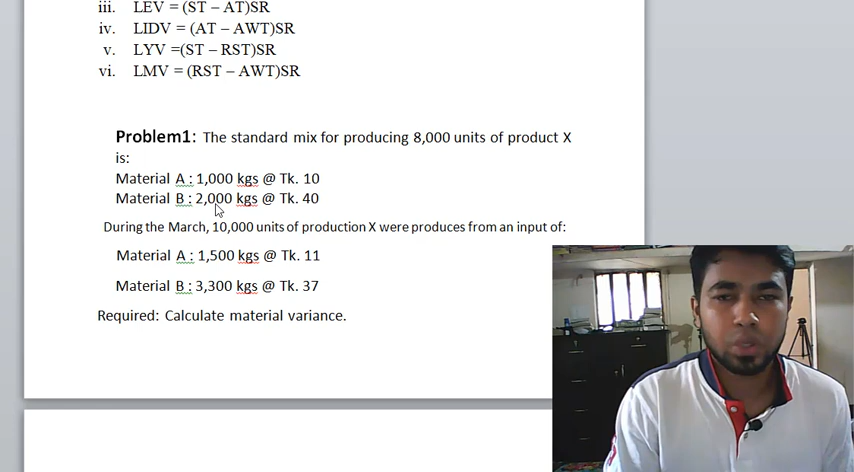 iii. LEV = (ST – AT)SR
iv. LIDV = (AT – AWT)SR
v. LYV =(ST – RST)SR
vi. LMV = (RST – AWT)SR
Problem1: The standard mix for producing 8,000 units of product X
is:
Material A : 1,000 kgs @ Tk. 10
Material B : 2,000 kgs @ Tk. 40
During the March, 10,000 units of production X were produces from an input of:
Material A : 1,500 kgs @ Tk. 11
Material B : 3,300 kgs @ Tk. 37
Required: Calculate material variance.